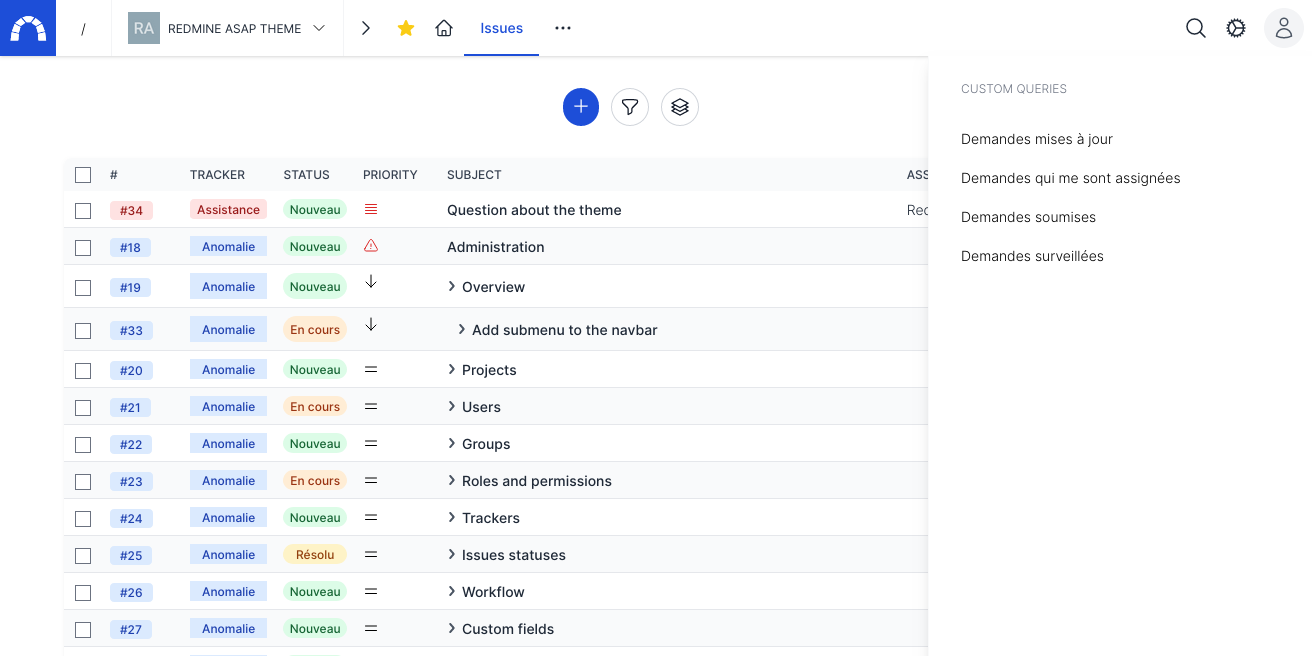 / RA REDMINE ASAP THEME Issues
CUSTOM QUERIES
Demandes mises à jour
Demandes qui me sont assignées
Demandes soumises
Demandes surveillées
# TRACKER STATUS PRIORITY SUBJECT ASS
#34 Assistance Nouveau Question about the theme Red
#18 Anomalie Nouveau Administration
#19 Anomalie Nouveau Overview
#33 Anomalie En cours Add submenu to the navbar
#20 Anomalie Nouveau Projects
#21 Anomalie En cours Users
#22 Anomalie Nouveau Groups
#23 Anomalie En cours Roles and permissions
#24 Anomalie Nouveau Trackers
#25 Anomalie Résolu Issues statuses
#26 Anomalie Nouveau Workflow
#27 Anomalie Nouveau Custom fields